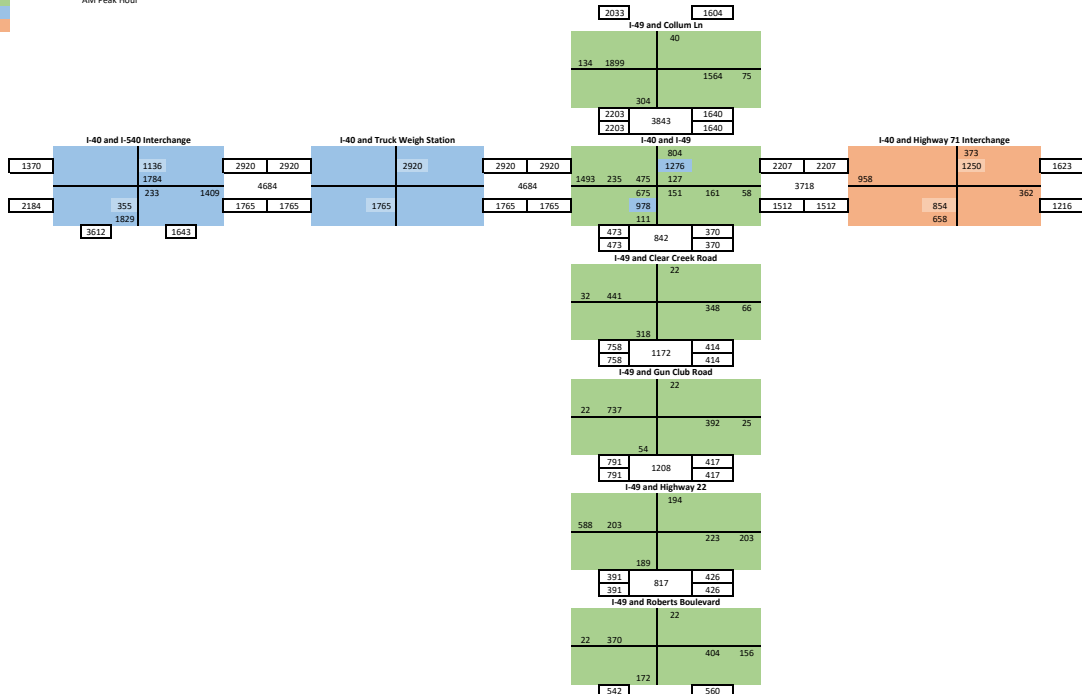 AM Peak Hour
2033 1604
I-49 and Collum Ln
40
134 1899
1564 75
304
2203 3843 1640
2203 1640
I-40 and I-540 Interchange I-40 and Truck Weigh Station I-40 and I-49 I-40 and Highway 71 Interchange
804 373
1370 1136 2920 2920 2920 2920 2920 1276 2207 2207 1250 1623
1784 1493 235 475 127 958
4684 4684 3718
233 1409 675 151 161 58 362
2184 355 1765 1765 1765 1765 1765 978 1512 1512 854 1216
1829 111 658
3612 1643 473 842 370
473 370
I-49 and Clear Creek Road
22
32 441
348 66
318
758 1172 414
758 414
I-49 and Gun Club Road
22
22 737
392 25
54
791 1208 417
791 417
I-49 and Highway 22
194
588 203
223 203
189
391 817 426
391 426
I-49 and Roberts Boulevard
22
22 370
404 156
172
542 560